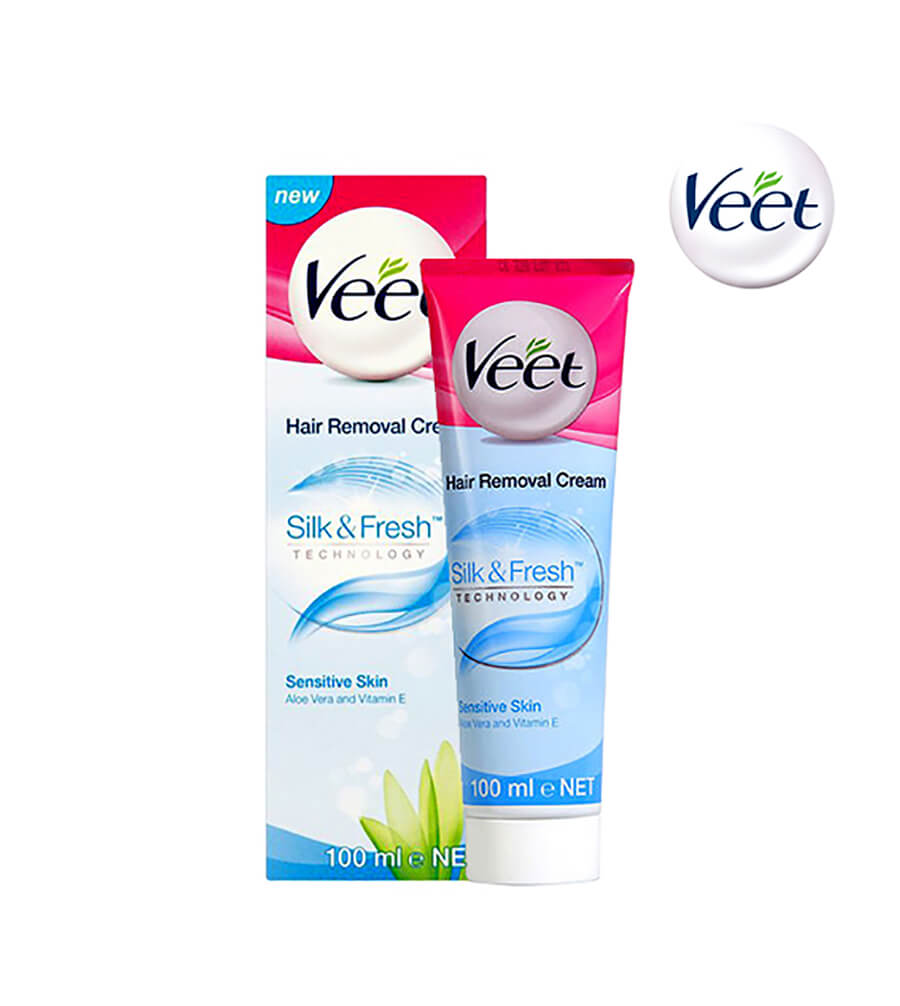 new
Veet
Hair Removal Cre
Silk & Fresh™
TECHNOLOGY
Sensitive Skin
Aloe Vera and Vitamin E
100 ml e NE
Veet
Hair Removal Cream
Silk & Fresh™
TECHNOLOGY
Sensitive Skin
Aloe Vera and Vitamin E
100 ml e NET
Veet